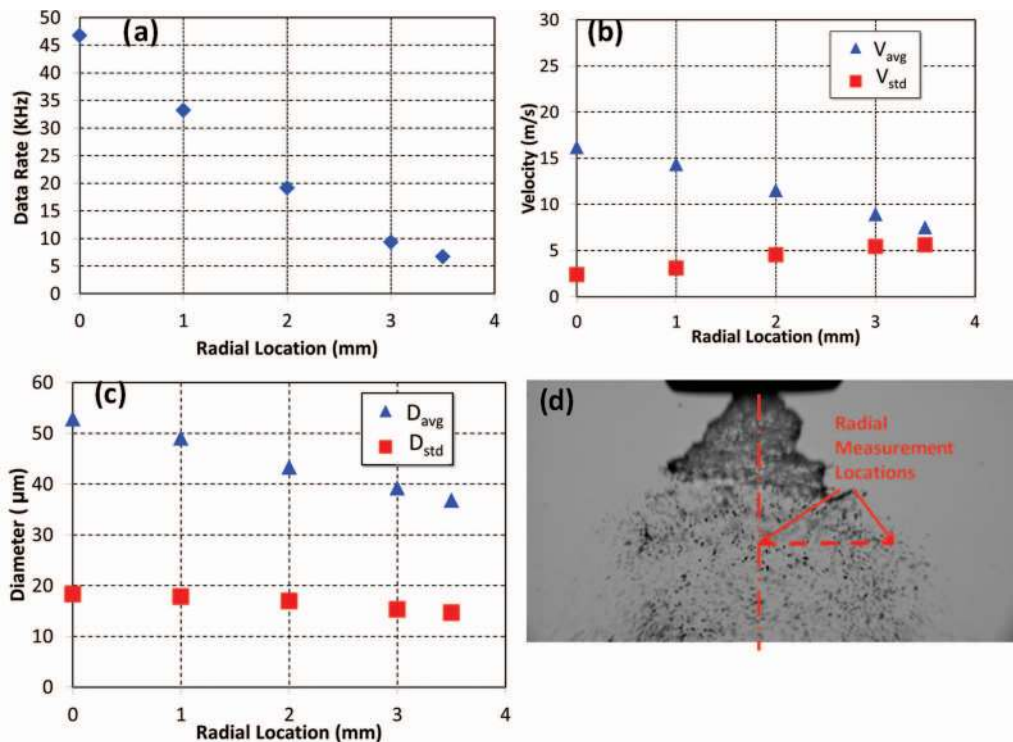 (a)
50
45
40
35
30
25
20
15
10
5
0
Data Rate (KHz)
0 1 2 3 4
Radial Location (mm)
(b)
30
25
20
15
10
5
0
Velocity (m/s)
Vavg
Vstd
0 1 2 3 4
Radial Location (mm)
(c)
60
50
40
30
20
10
0
Diameter ( µm)
Davg
Dstd
0 1 2 3 4
Radial Location (mm)
(d)
Radial
Measurement
Locations